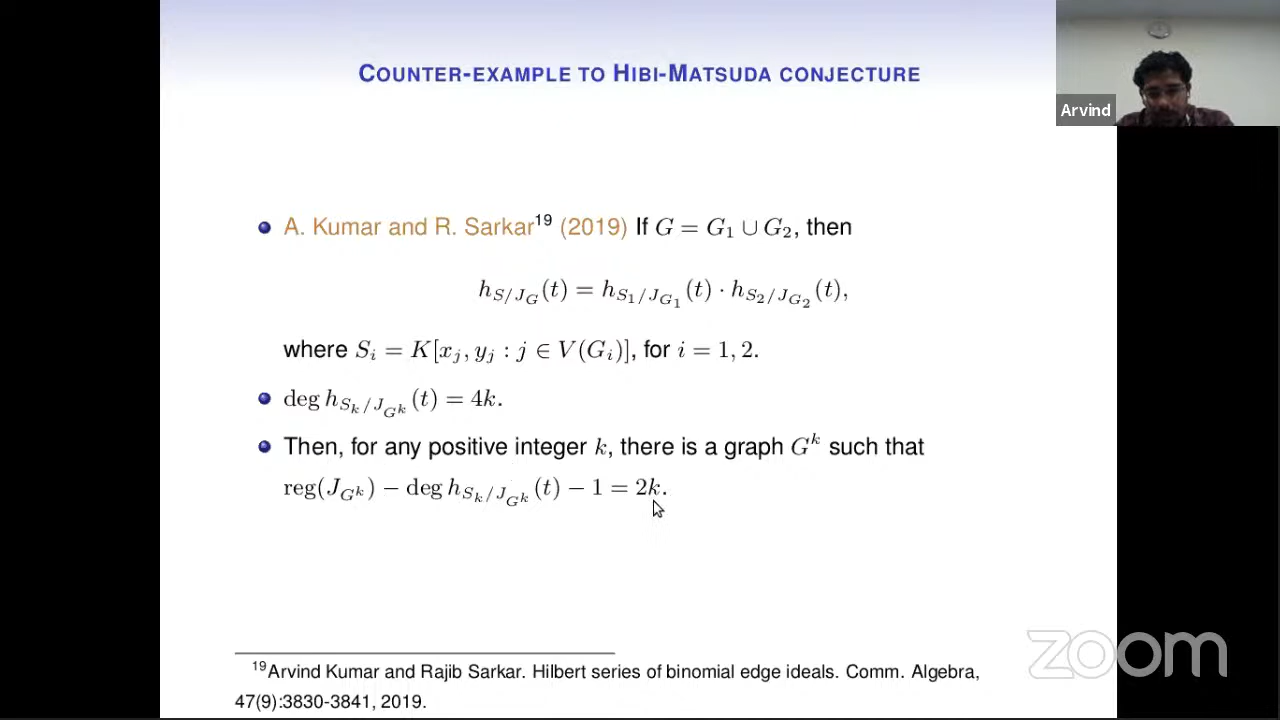 COUNTER-EXAMPLE TO HIBI-MATSUDA CONJECTURE
Arvind
A. Kumar and R. Sarkar¹⁹ (2019) If G = G₁ ∪ G₂, then
h_{S/J_G}(t) = h_{S₁/J_{G₁}}(t) · h_{S₂/J_{G₂}}(t),
where Sᵢ = K[xⱼ, yⱼ : j ∈ V(Gᵢ)], for i = 1, 2.
deg h_{S_k/J_{G^k}}(t) = 4k.
Then, for any positive integer k, there is a graph G^k such that
reg(J_{G^k}) − deg h_{S_k/J_{G^k}}(t) − 1 = 2k.
zoom
¹⁹Arvind Kumar and Rajib Sarkar. Hilbert series of binomial edge ideals. Comm. Algebra,
47(9):3830-3841, 2019.